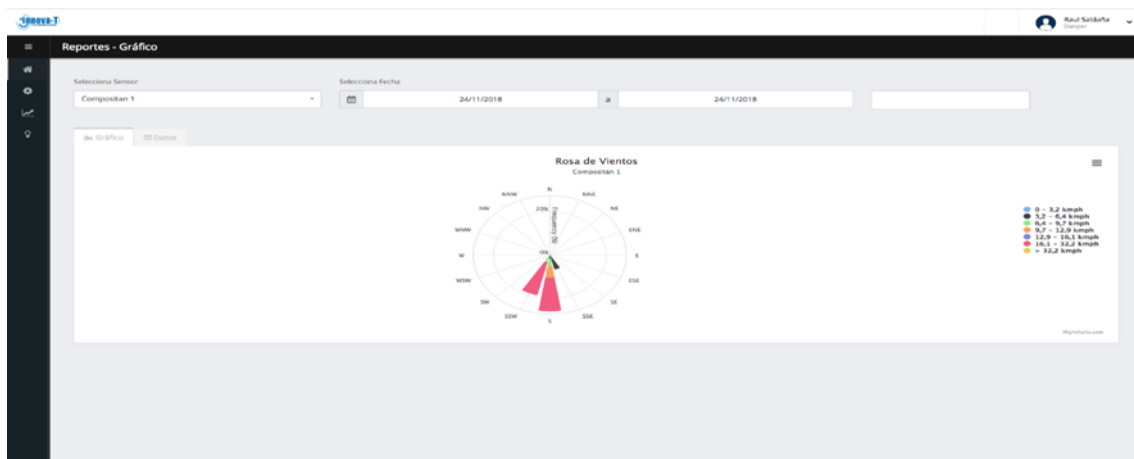 Innova-T
Raul Saldaña
Danper
Reportes - Gráfico
Selecciona Sensor
Selecciona Fecha
Compositan 1
24/11/2018
a
24/11/2018
Gráfico
Datos
Rosa de Vientos
Compositan 1
N
NNW
NNE
NW
NE
20%
Frequency (%)
WNW
ENE
0%
W
E
WSW
ESE
SW
SE
SSW
SSE
S
0 - 3,2 kmph
3,2 - 6,4 kmph
6,4 - 9,7 kmph
9,7 - 12,9 kmph
12,9 - 16,1 kmph
16,1 - 32,2 kmph
> 32,2 kmph
Highcharts.com